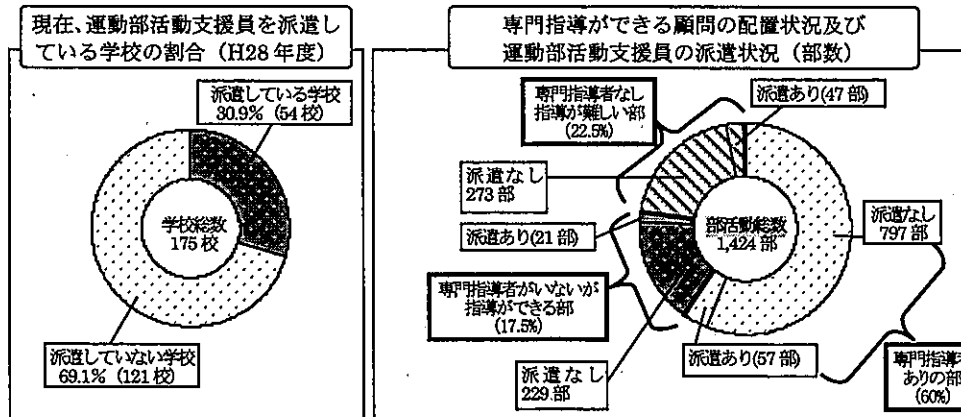 現在、運動部活動支援員を派遣し
ている学校の割合（H28年度）
派遣している学校
30.9%（54校）
学校総数
175校
派遣していない学校
69.1%（121校）
専門指導ができる顧問の配置状況及び
運動部活動支援員の派遣状況（部数）
専門指導者なし
指導が難しい部
(22.5%)
派遣あり(47部)
派遣なし
273部
派遣あり(21部)
部活動総数
1,424部
派遣なし
797部
専門指導者がいないが
指導ができる部
(17.5%)
派遣なし
229部
派遣あり(57部)
専門指導者
ありの部
(60%)